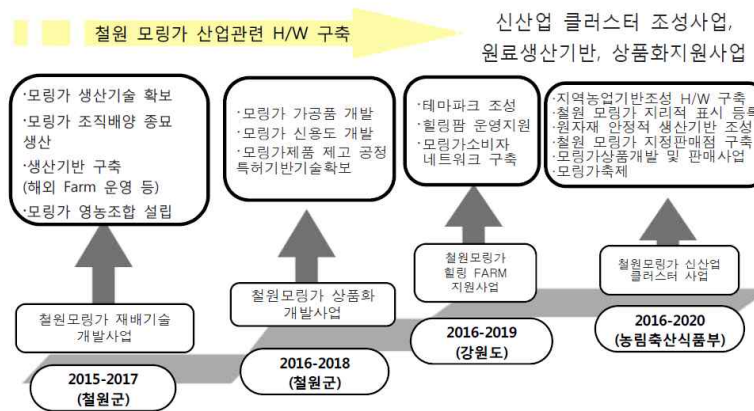 철원 모링가 산업관련 H/W 구축
신산업 클러스터 조성사업,
원료생산기반, 상품화지원사업
·모링가 생산기술 확보
·모링가 조직배양 종묘
생산
·생산기반 구축
(해외 Farm 운영 등)
·모링가 영농조합 설립
·모링가 가공품 개발
·모링가 신용도 개발
·모링가제품 제고 공정
특허기반기술확보
·테마파크 조성
·힐링팜 운영지원
·모링가소비자
네트워크 구축
·지역농업기반조성 H/W 구축
·철원 모링가 지리적 표시 등록
·원자재 안정적 생산기반 조성
·철원 모링가 지정판매점 구축
·모링가상품개발 및 판매사업
·모링가축제
철원모링가 재배기술
개발사업
철원모링가 상품화
개발사업
철원모링가
힐링 FARM
지원사업
철원모링가 신산업
클러스터 사업
2015-2017
(철원군)
2016-2018
(철원군)
2016-2019
(강원도)
2016-2020
(농림축산식품부)